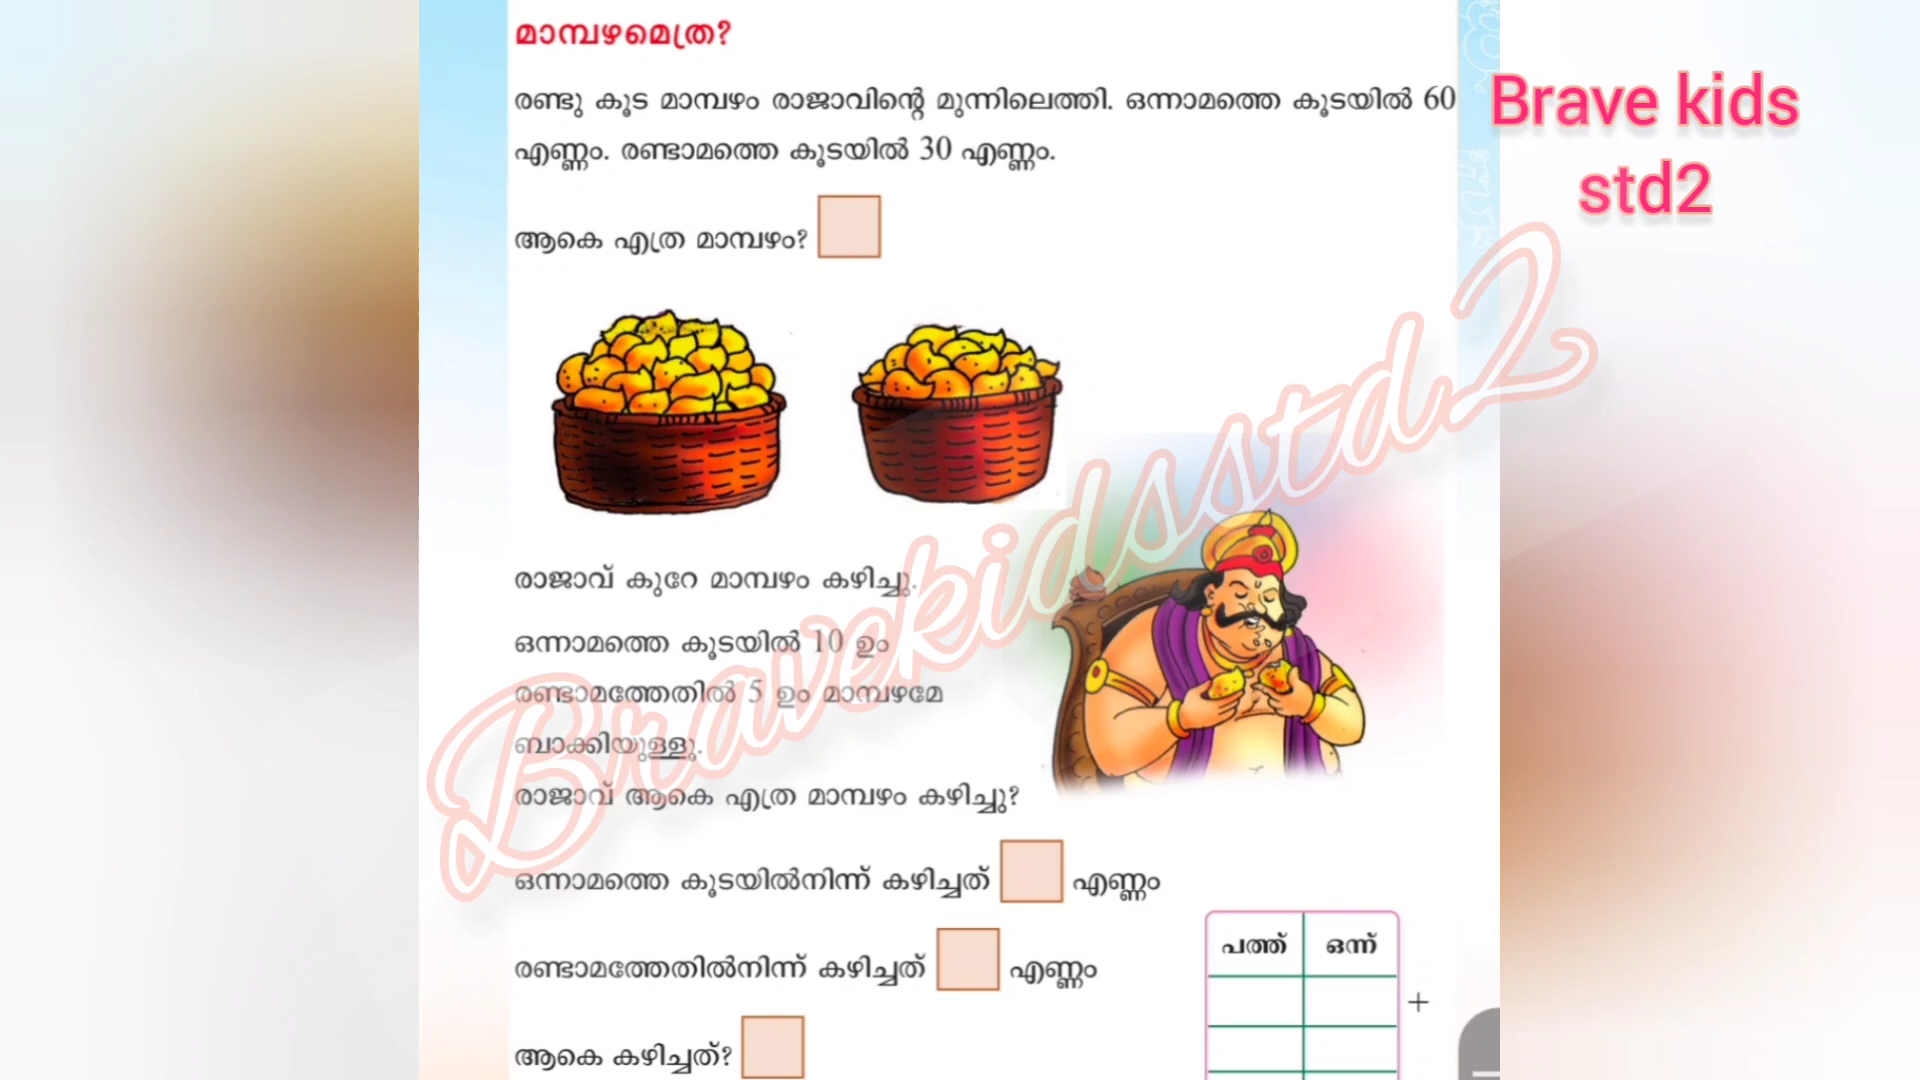 മാമ്പഴമെത്ര?
രണ്ടു കൂട മാമ്പഴം രാജാവിന്റെ മുന്നിലെത്തി. ഒന്നാമത്തെ കൂടയിൽ 60
എണ്ണം. രണ്ടാമത്തെ കൂടയിൽ 30 എണ്ണം.
ആകെ എത്ര മാമ്പഴം?
രാജാവ് കുറേ മാമ്പഴം കഴിച്ചു.
ഒന്നാമത്തെ കൂടയിൽ 10 ഉം
രണ്ടാമത്തേതിൽ 5 ഉം മാമ്പഴമേ
ബാക്കിയുള്ളൂ.
രാജാവ് ആകെ എത്ര മാമ്പഴം കഴിച്ചു?
ഒന്നാമത്തെ കൂടയിൽനിന്ന് കഴിച്ചത് എണ്ണം
രണ്ടാമത്തേതിൽനിന്ന് കഴിച്ചത് എണ്ണം
ആകെ കഴിച്ചത്?
പത്ത് ഒന്ന്
+
Brave kids
std2
Bravekidsstd2